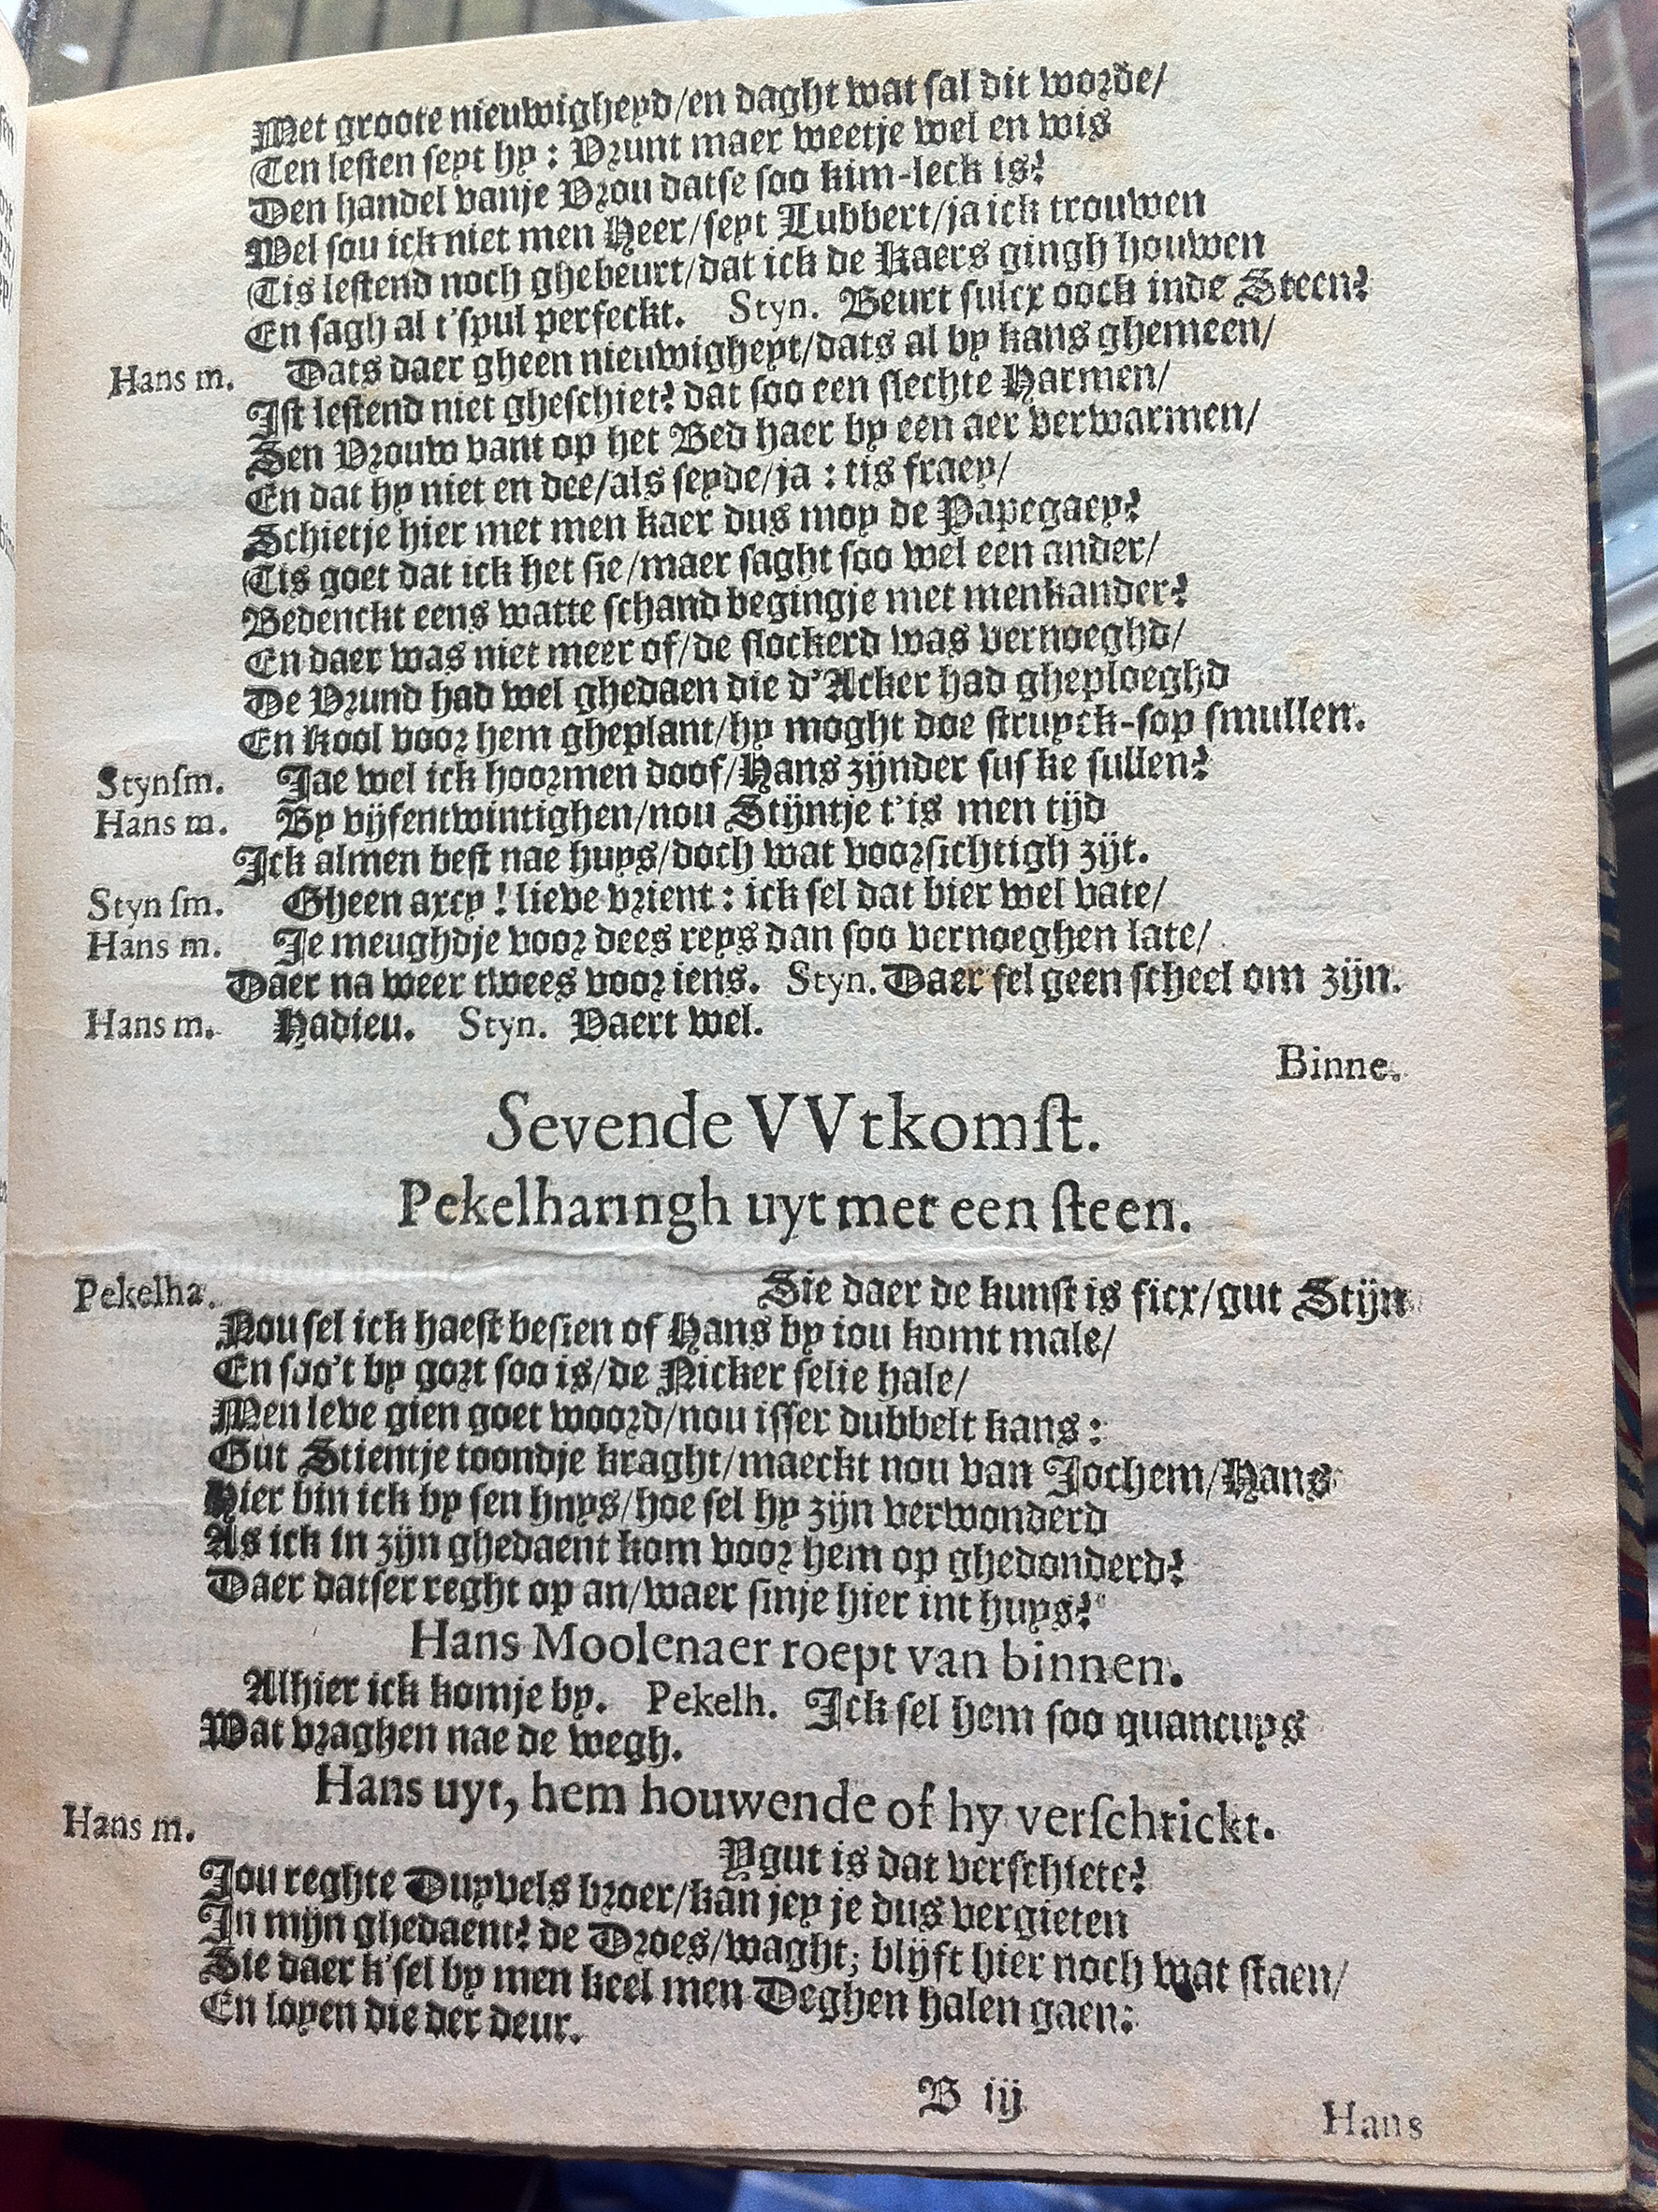 Met groote nieuwigheyd/en daght wat sal dit worde/
Ten lesten seyt hy : Vrunt maer weetje wel en wis
Den handel vanje Vrou datse soo kim-leck is?
Wel sou ick niet men Heer/seyt Lubbert/ja ick trouwen
Tis lestend noch ghebeurt/dat ick de Kaers gingh houwen
En sagh al t'spul perfeckt. Styn. Beurt sulcx oock inde Steen?
Hans m. Dats daer gheen nieuwigheyt/dats al by kans ghemeen/
Ist lestend niet gheschiet? dat soo een slechte Harmen/
Sen Vrouw vant op het Bed haer by een aer verwarmen/
En dat hy niet en dee/als seyde/ja : tis fraey/
Schietje hier met men kaer dus moy de Papegaey?
Tis goet dat ick het sie/maer saght soo wel een ander/
Bedenckt eens watte schand begingje met menkander?
En daer was niet meer of/de slockerd was vernoeghd/
De Vrund had wel ghedaen die d'Acker had gheploeghd
En Kool voor hem gheplant/hy moght doe struyck-sop smullen.
Stynsm. Jae wel ick hoormen doof/Hans zijnder sus ke sullen?
Hans m. By vijfentwintighen/nou Stijntje t'is men tijd
Ick almen best nae huys/doch wat voorsichtigh zijt.
Styn sm. Gheen arcy ! lieve vrient : ick sel dat bier wel vate/
Hans m. Je meughdje voor dees reys dan soo vernoeghen late/
Daer na weer twees voor iens. Styn. Daer sel geen scheel om zijn.
Hans m. Hadieu. Styn. Vaert wel.
Binne.
Sevende VVtkomst.
Pekelharingh uyt met een steen.
Pekelha. Sie daer de kunst is ficx/gut Stijn
Nou sel ick haest besien of Hans by iou komt male/
En soo't by gort soo is/de Nicker selje hale/
Men leve gien goet woord/nou isser dubbelt kans :
Gut Stientje toondje kraght/maeckt nou van Jochem/Hans
Hier bin ick by sen huys/hoe sel hy zijn verwonderd
As ick in zijn ghedaent kom voor hem op ghedonderd?
Daer datser reght op an/waer sinje hier int huys?
Hans Moolenaer roept van binnen.
Alhier ick komje by. Pekelh. Ick sel hem soo quancuys
Wat vraghen nae de wegh.
Hans uyt, hem houwende of hy verschrickt.
Hans m. Ygut is dat verschiete?
Jou reghte Duyvels broer/kan jey je dus vergieten
In mijn ghedaent? de Droes/waght; blijft hier noch wat staen/
Sie daer k'sel by men keel men Deghen halen gaen:
En lopen die der deur.
B iij
Hans